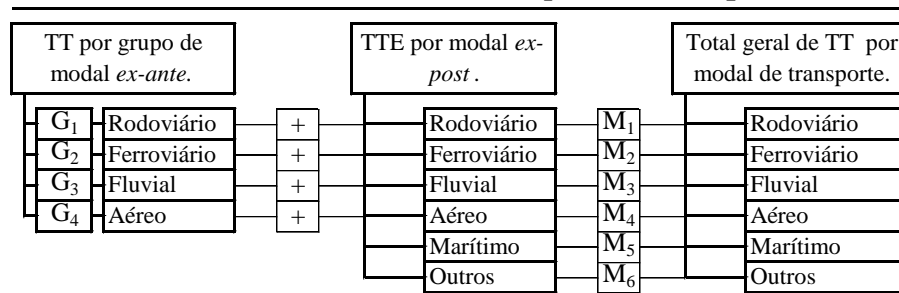 TT por grupo de
modal ex-ante.
TTE por modal ex-
post .
Total geral de TT por
modal de transporte.
G1 Rodoviário + Rodoviário M1 Rodoviário
G2 Ferroviário + Ferroviário M2 Ferroviário
G3 Fluvial + Fluvial M3 Fluvial
G4 Aéreo + Aéreo M4 Aéreo
Marítimo M5 Marítimo
Outros M6 Outros